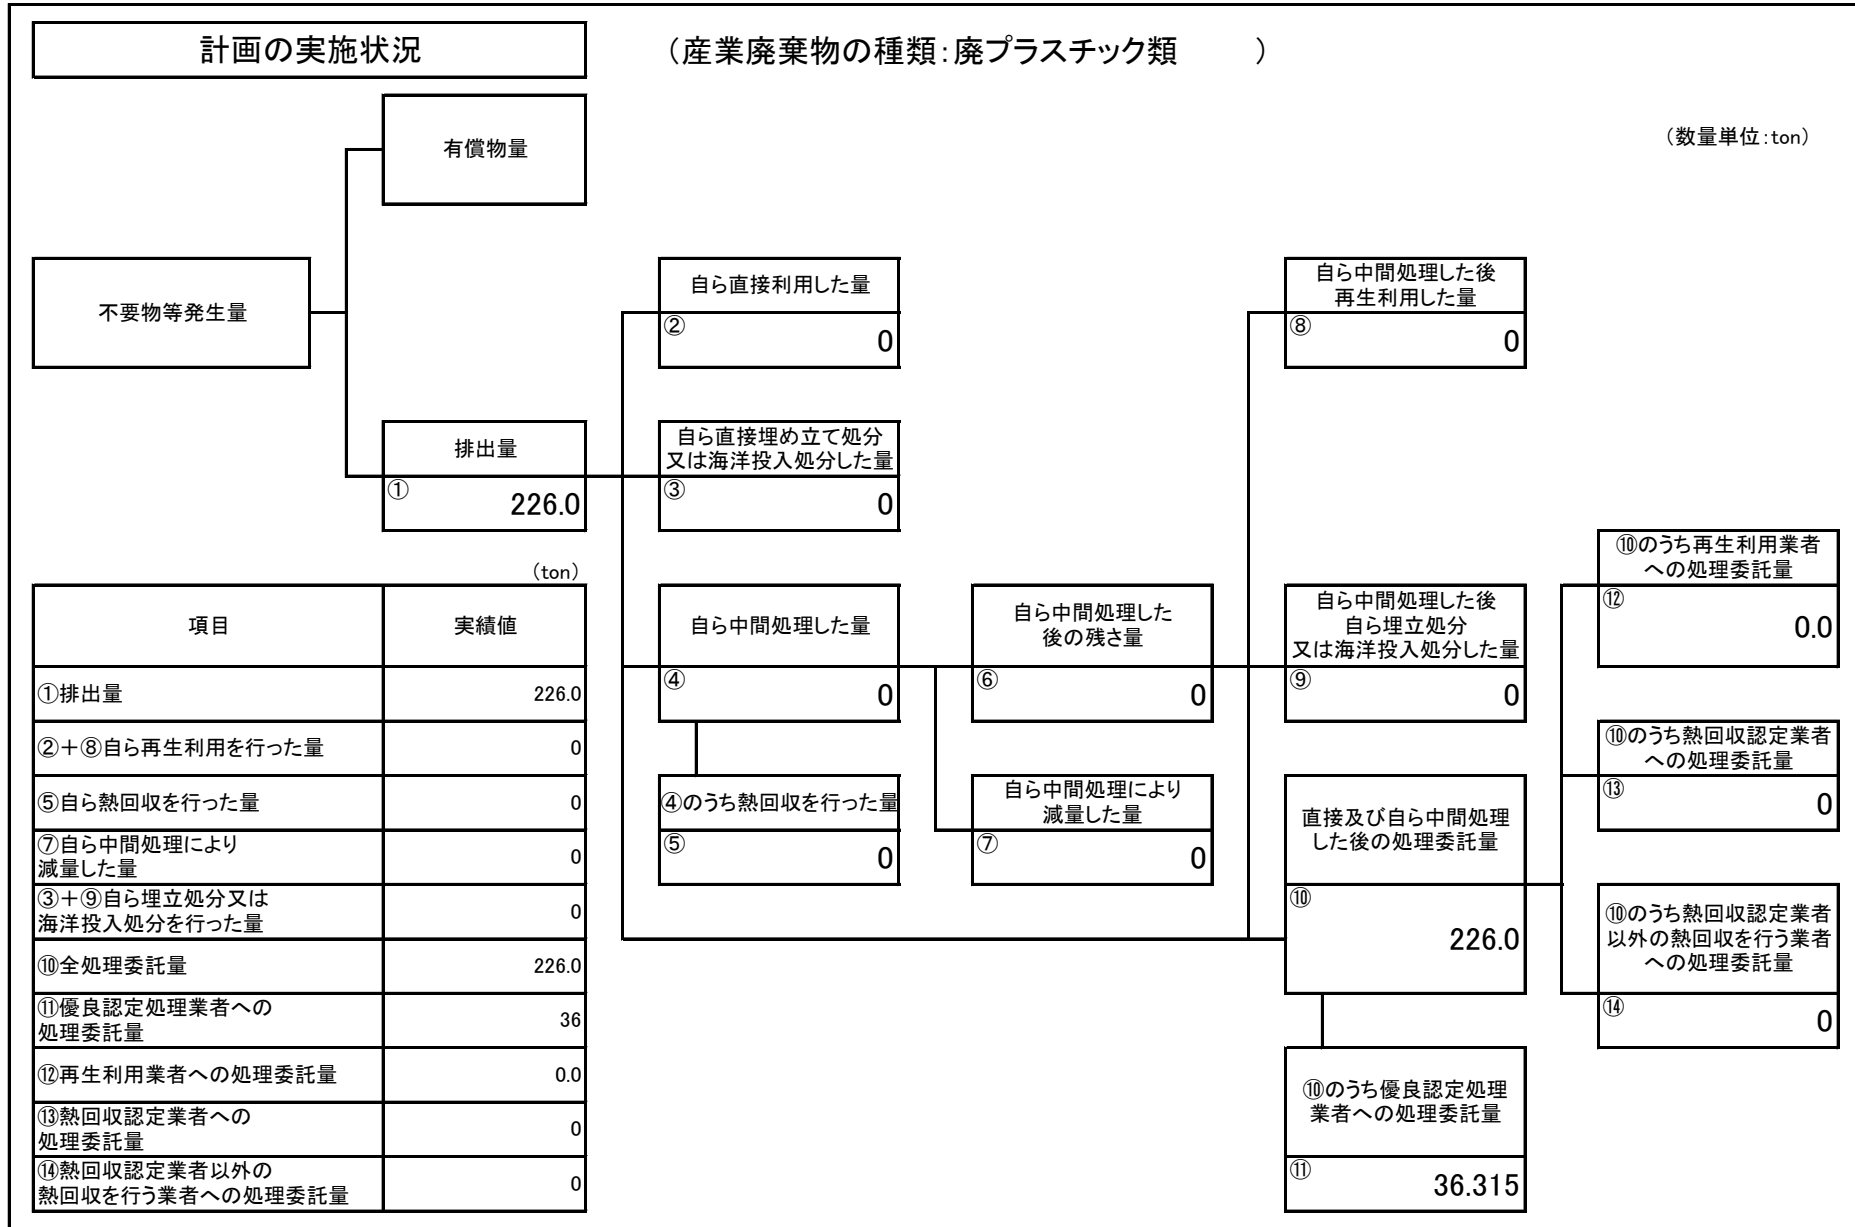 計画の実施状況
（産業廃棄物の種類：廃プラスチック類　　　）
（数量単位：ton）
有償物量
不要物等発生量
自ら直接利用した量
②
0
自ら中間処理した後
再生利用した量
⑧
0
排出量
①
226.0
自ら直接埋め立て処分
又は海洋投入処分した量
③
0
（ton）
項目
実績値
①排出量
226.0
②＋⑧自ら再生利用を行った量
0
⑤自ら熱回収を行った量
0
⑦自ら中間処理により
減量した量
0
③＋⑨自ら埋立処分又は
海洋投入処分を行った量
0
⑩全処理委託量
226.0
⑪優良認定処理業者への
処理委託量
36
⑫再生利用業者への処理委託量
0.0
⑬熱回収認定業者への
処理委託量
0
⑭熱回収認定業者以外の
熱回収を行う業者への処理委託量
0
自ら中間処理した量
④
0
④のうち熱回収を行った量
⑤
0
自ら中間処理した
後の残さ量
⑥
0
自ら中間処理により
減量した量
⑦
0
自ら中間処理した後
自ら埋立処分
又は海洋投入処分した量
⑨
0
直接及び自ら中間処理
した後の処理委託量
⑩
226.0
⑩のうち優良認定処理
業者への処理委託量
⑪
36.315
⑩のうち再生利用業者
への処理委託量
⑫
0.0
⑩のうち熱回収認定業者
への処理委託量
⑬
0
⑩のうち熱回収認定業者
以外の熱回収を行う業者
への処理委託量
⑭
0